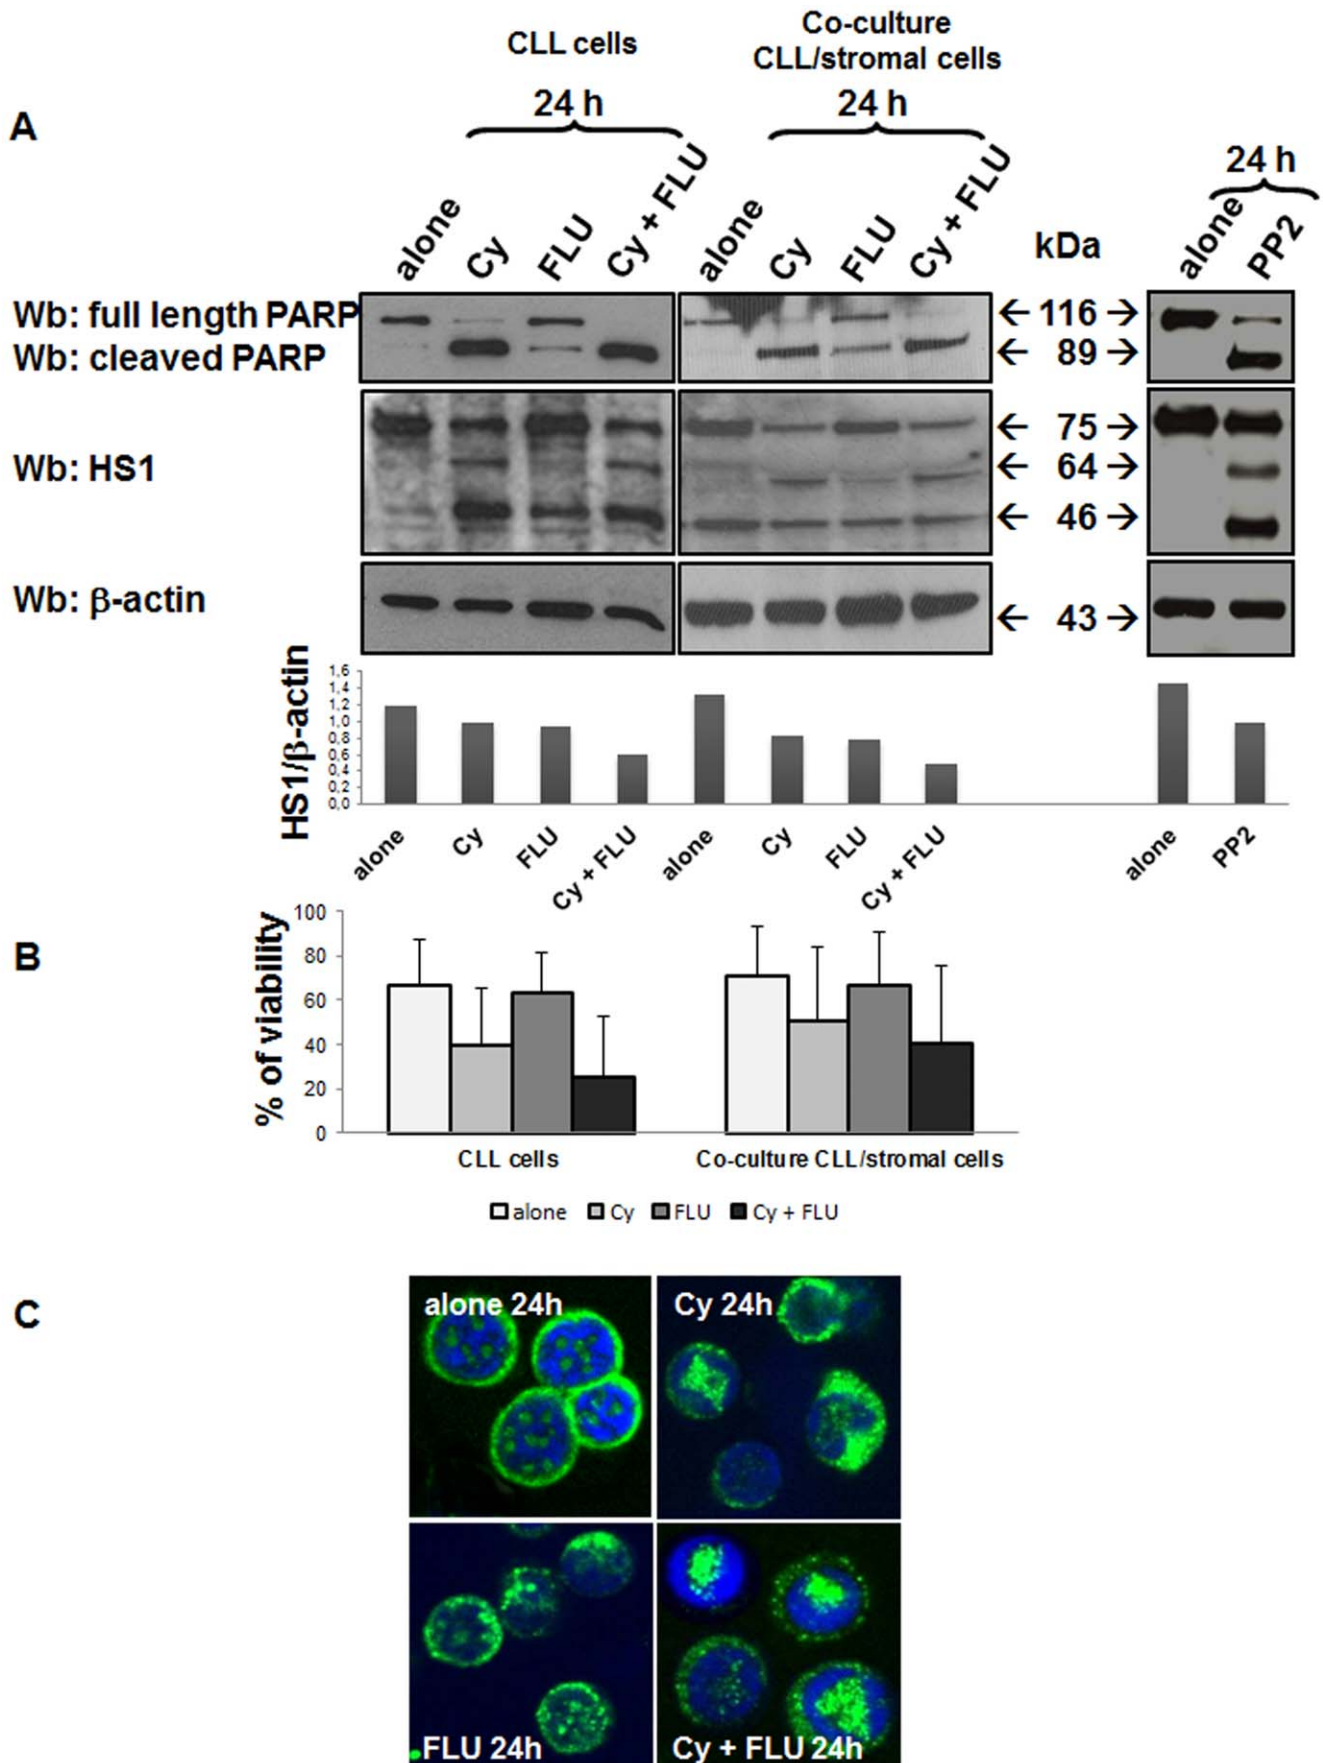 CLL cells
Co-culture
CLL/stromal cells
24 h
24 h
24 h
A
alone
Cy
FLU
Cy + FLU
alone
Cy
FLU
Cy + FLU
kDa
alone
PP2
Wb: full length PARP
← 116 →
Wb: cleaved PARP
← 89 →
← 75 →
Wb: HS1
← 64 →
← 46 →
Wb: β-actin
← 43 →
HS1/β-actin
1,6
1,4
1,2
1,0
0,8
0,6
0,4
0,2
0,0
alone
Cy
FLU
Cy + FLU
alone
Cy
FLU
Cy + FLU
alone
PP2
B
% of viability
100
80
60
40
20
0
CLL cells
Co-culture CLL/stromal cells
alone Cy FLU Cy + FLU
C
alone 24h
Cy 24h
FLU 24h
Cy + FLU 24h